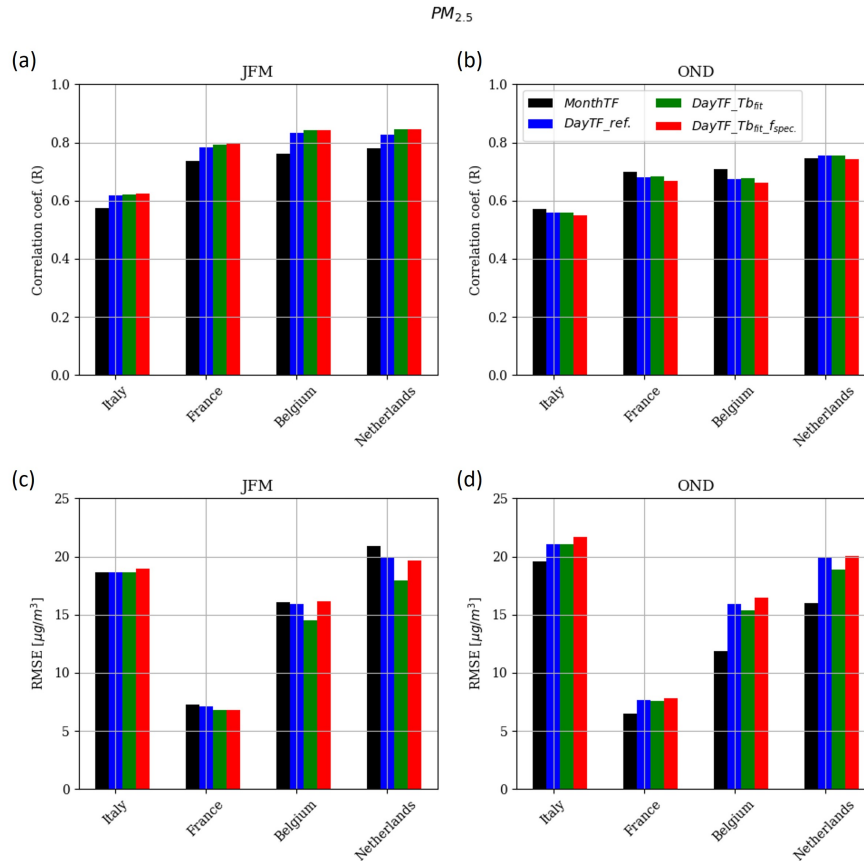 PM2.5
(a)
JFM
Correlation coef. (R)
1.0
0.8
0.6
0.4
0.2
0.0
Italy
France
Belgium
Netherlands
(b)
OND
MonthTF
DayTF_ref.
DayTF_Tbfit
DayTF_Tbfit_fspec.
Correlation coef. (R)
1.0
0.8
0.6
0.4
0.2
0.0
Italy
France
Belgium
Netherlands
(c)
JFM
RMSE [μg/m³]
25
20
15
10
5
0
Italy
France
Belgium
Netherlands
(d)
OND
RMSE [μg/m³]
25
20
15
10
5
0
Italy
France
Belgium
Netherlands